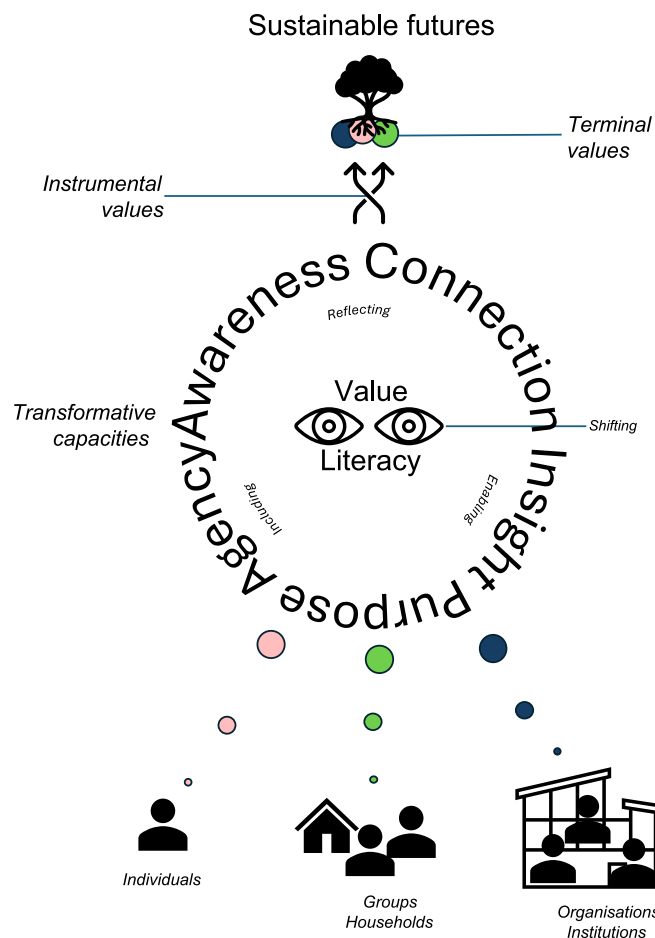 Sustainable futures
Terminal
values
Instrumental
values
Awareness Connection Insight Purpose Agency
Reflecting
Transformative
capacities
Value
Literacy
Shifting
Including
Enabling
Individuals
Groups
Households
Organisations
Institutions